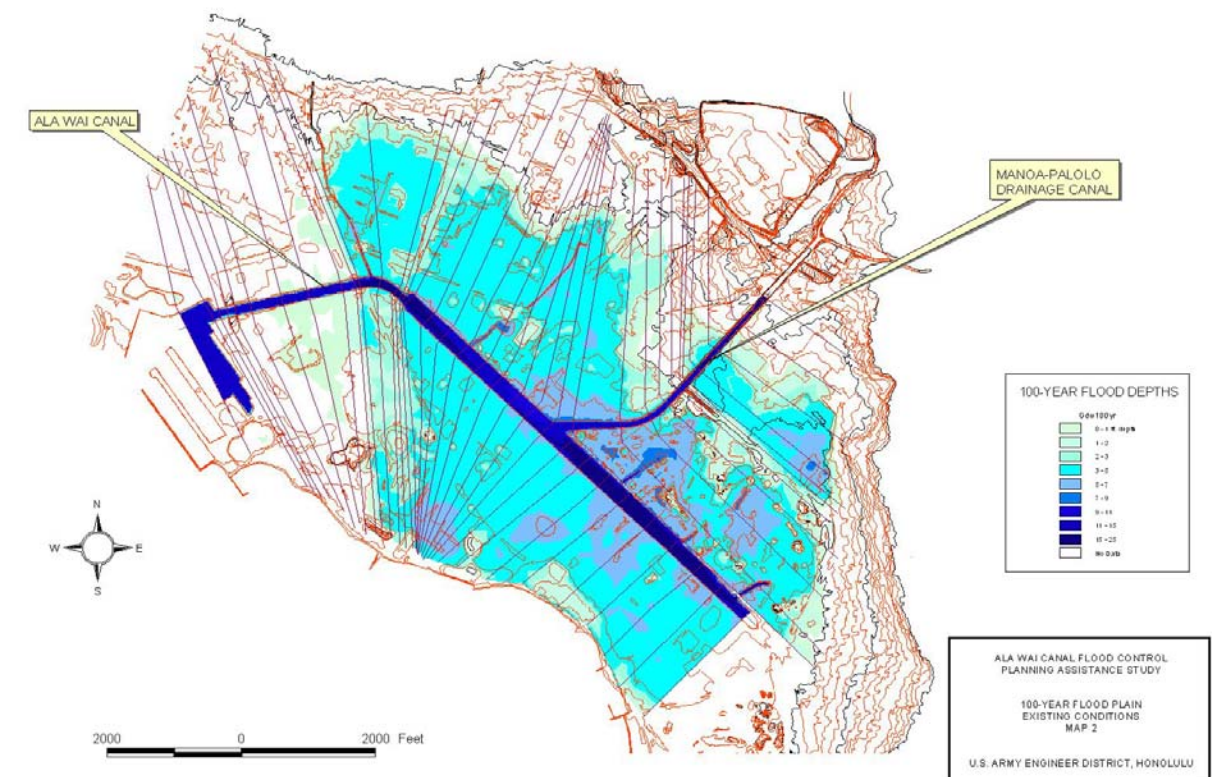 ALA WAI CANAL
MANOA-PALOLO
DRAINAGE CANAL
100-YEAR FLOOD DEPTHS
1 - 2
2 - 3
3 - 5
5 - 7
7 - 9
9 - 11
11 - 15
15 - 25
No Data
N
W E
S
2000 0 2000 Feet
ALA WAI CANAL FLOOD CONTROL
PLANNING ASSISTANCE STUDY
100-YEAR FLOOD PLAIN
EXISTING CONDITIONS
MAP 2
U.S. ARMY ENGINEER DISTRICT, HONOLULU